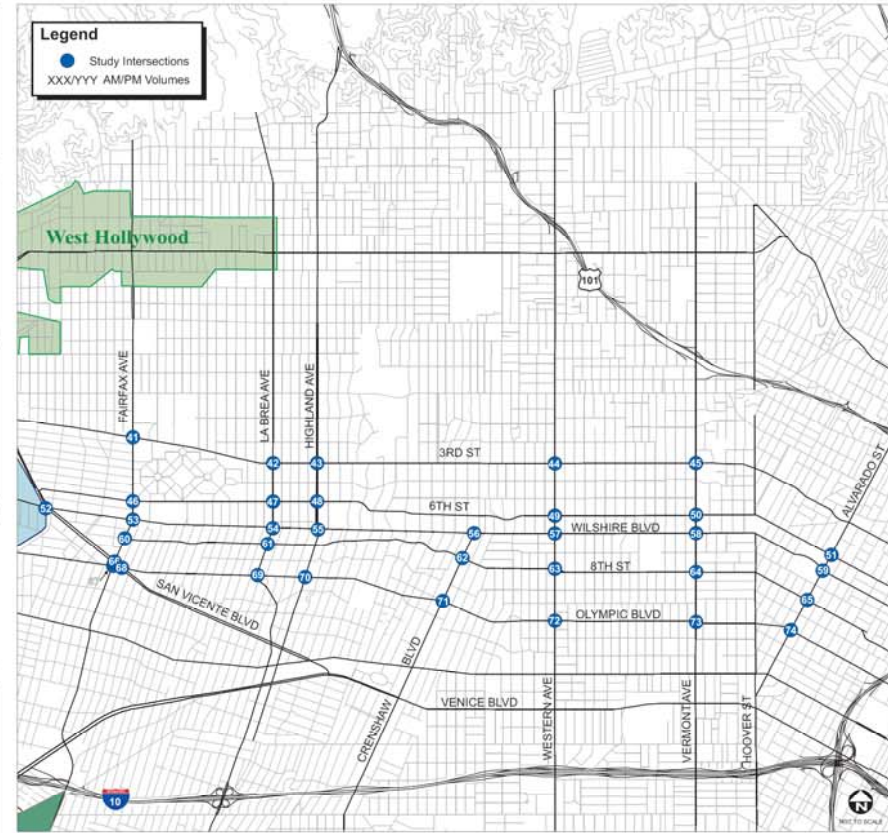 Legend
Study Intersections
XXX/YYY AM/PM Volumes
West Hollywood
101
FAIRFAX AVE
LA BREA AVE
HIGHLAND AVE
41
42
43
3RD ST
44
45
ALVARADO ST
46
47
48
6TH ST
49
50
52
53
54
55
56
57
WILSHIRE BLVD
58
51
60
61
62
63
8TH ST
64
59
68
69
70
71
65
SAN VICENTE BLVD
OLYMPIC BLVD
72
73
74
CRENSHAW BLVD
VENICE BLVD
WESTERN AVE
VERMONT AVE
HOOVER ST
10
N
NOT TO SCALE